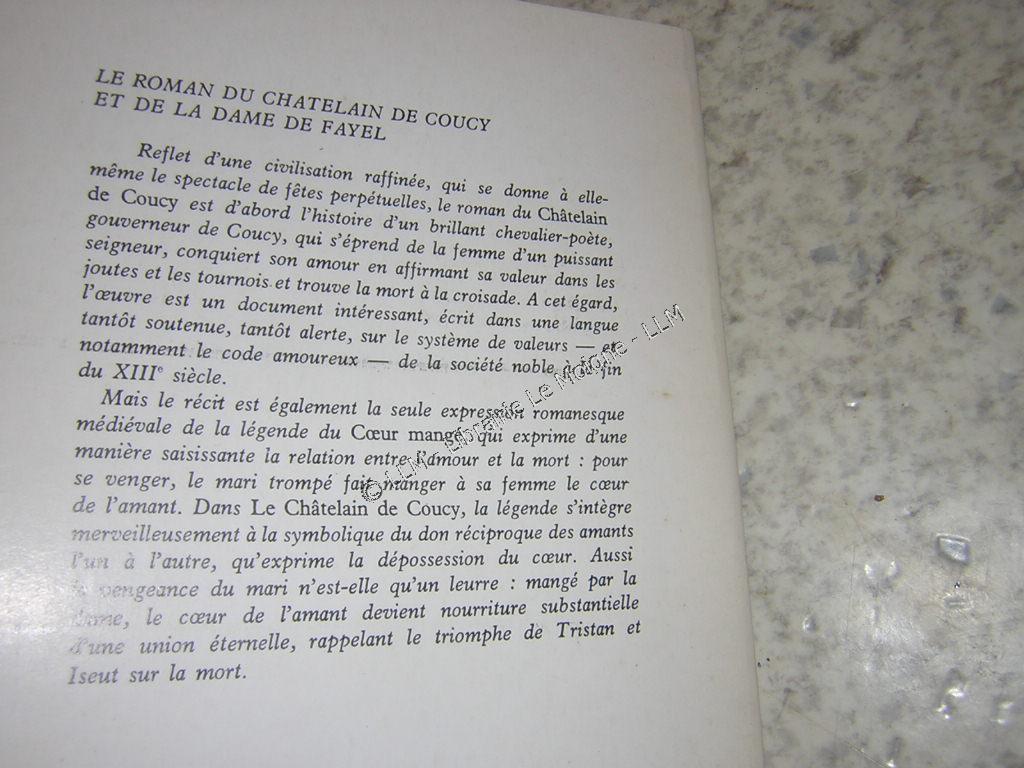 LE ROMAN DU CHATELAIN DE COUCY
ET DE LA DAME DE FAYEL
Reflet d'une civilisation raffinée, qui se donne à elle-
même le spectacle de fêtes perpétuelles, le roman du Châtelain
de Coucy est d'abord l'histoire d'un brillant chevalier-poète,
gouverneur de Coucy, qui s'éprend de la femme d'un puissant
seigneur, conquiert son amour en affirmant sa valeur dans les
joutes et les tournois et trouve la mort à la croisade. A cet égard,
l'œuvre est un document intéressant, écrit dans une langue
tantôt soutenue, tantôt alerte, sur le système de valeurs — et
notamment le code amoureux — de la société noble à la fin
du XIIIe siècle.
Mais le récit est également la seule expression romanesque
médiévale de la légende du Cœur mangé qui exprime d'une
manière saisissante la relation entre l'amour et la mort : pour
se venger, le mari trompé fait manger à sa femme le cœur
de l'amant. Dans Le Châtelain de Coucy, la légende s'intègre
merveilleusement à la symbolique du don réciproque des amants
l'un à l'autre, qu'exprime la dépossession du cœur. Aussi
la vengeance du mari n'est-elle qu'un leurre : mangé par la
dame, le cœur de l'amant devient nourriture substantielle
d'une union éternelle, rappelant le triomphe de Tristan et
Iseut sur la mort.
© LLM - Librairie Le Moigne - LLM